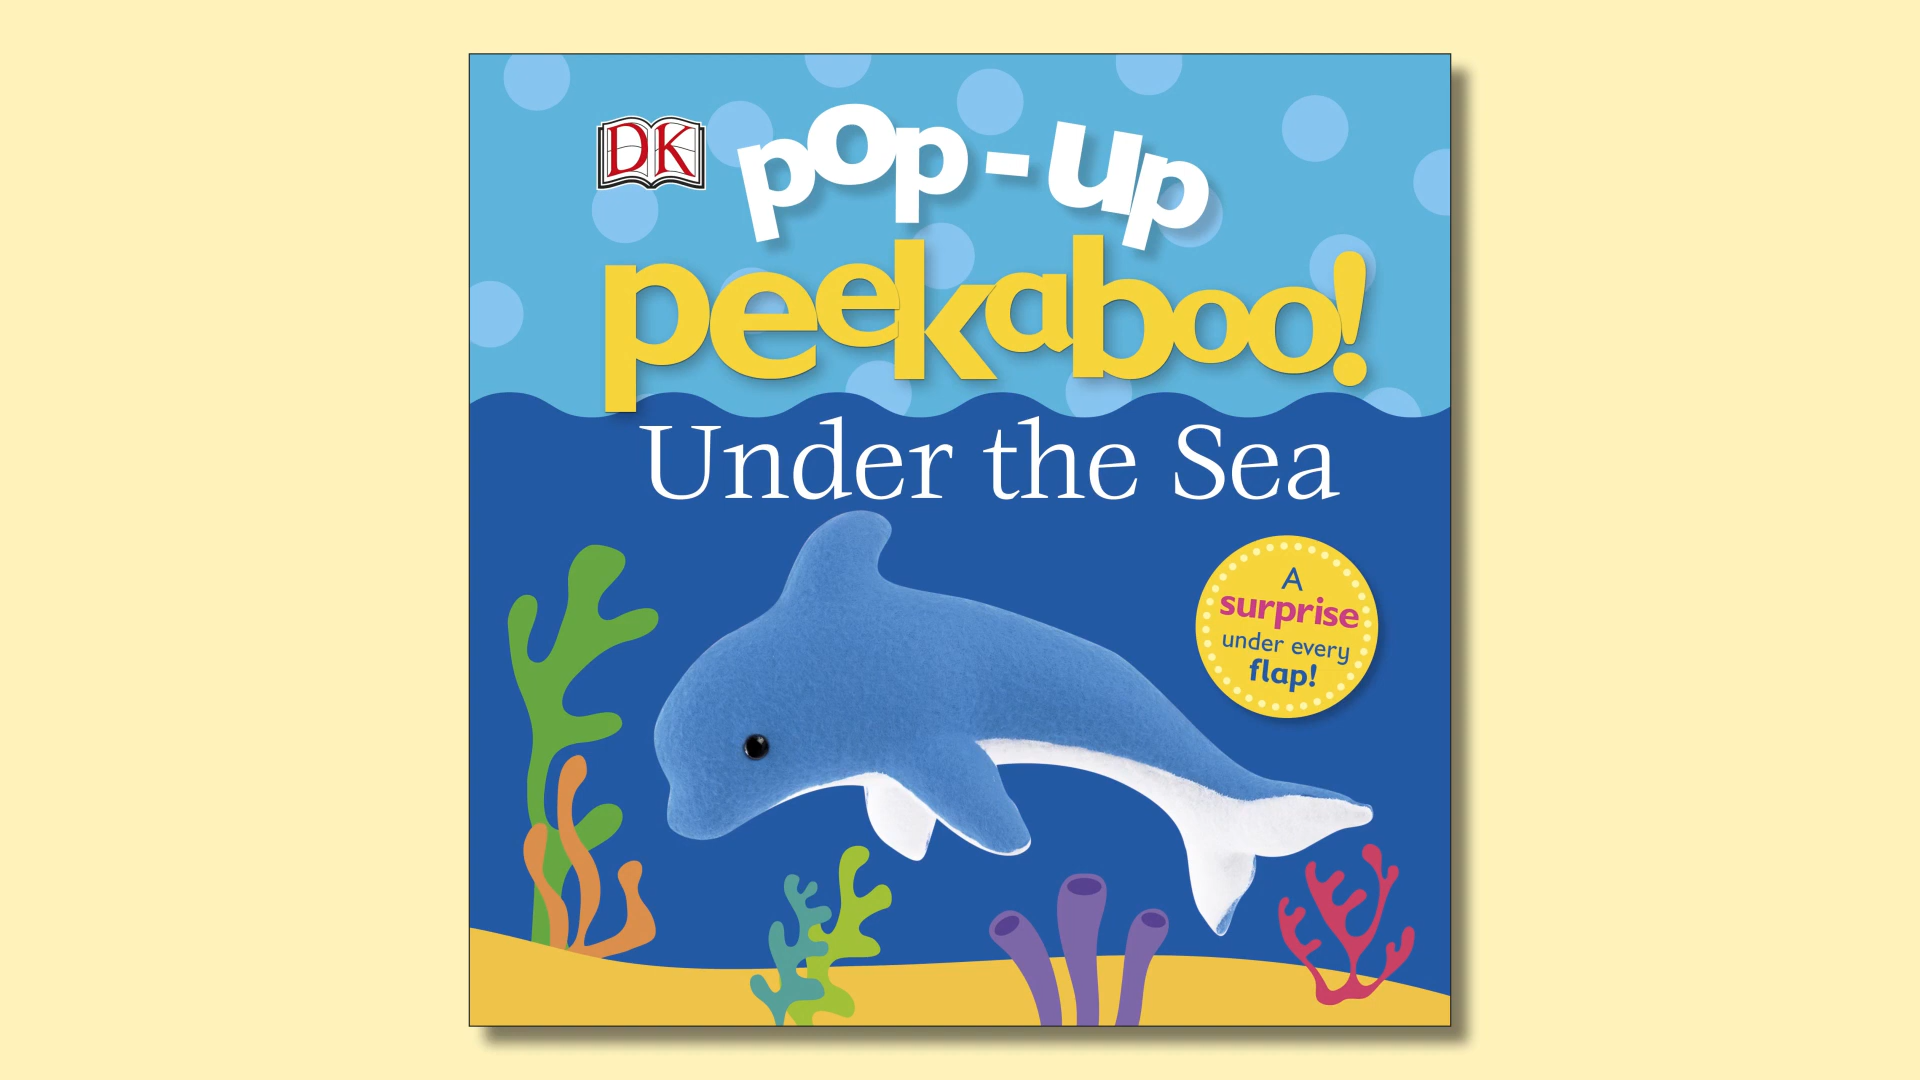 DK
pop-up
peekaboo!
Under the Sea
A
surprise
under every
flap!